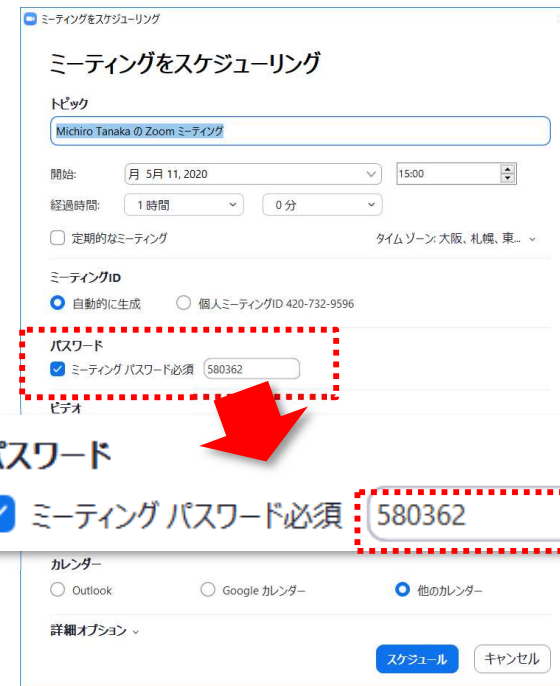 ミーティングをスケジューリング
ミーティングをスケジューリング
トピック
Michiro Tanaka の Zoom ミーティング
開始: 月 5月 11, 2020 15:00
経過時間: 1 時間 0 分
定期的なミーティング タイム ゾーン: 大阪、札幌、東...
ミーティングID
自動的に生成 個人ミーティングID 420-732-9596
パスワード
ミーティング パスワード必須 580362
ビデオ
パスワード
ミーティング パスワード必須 580362
カレンダー
Outlook Google カレンダー 他のカレンダー
詳細オプション
スケジュール キャンセル